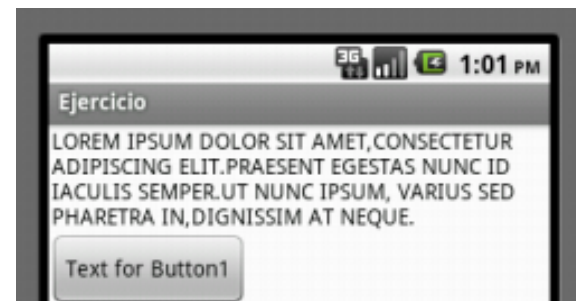 3G 1:01 PM
Ejercicio
LOREM IPSUM DOLOR SIT AMET,CONSECTETUR
ADIPISCING ELIT.PRAESENT EGESTAS NUNC ID
IACULIS SEMPER.UT NUNC IPSUM, VARIUS SED
PHARETRA IN,DIGNISSIM AT NEQUE.
Text for Button1